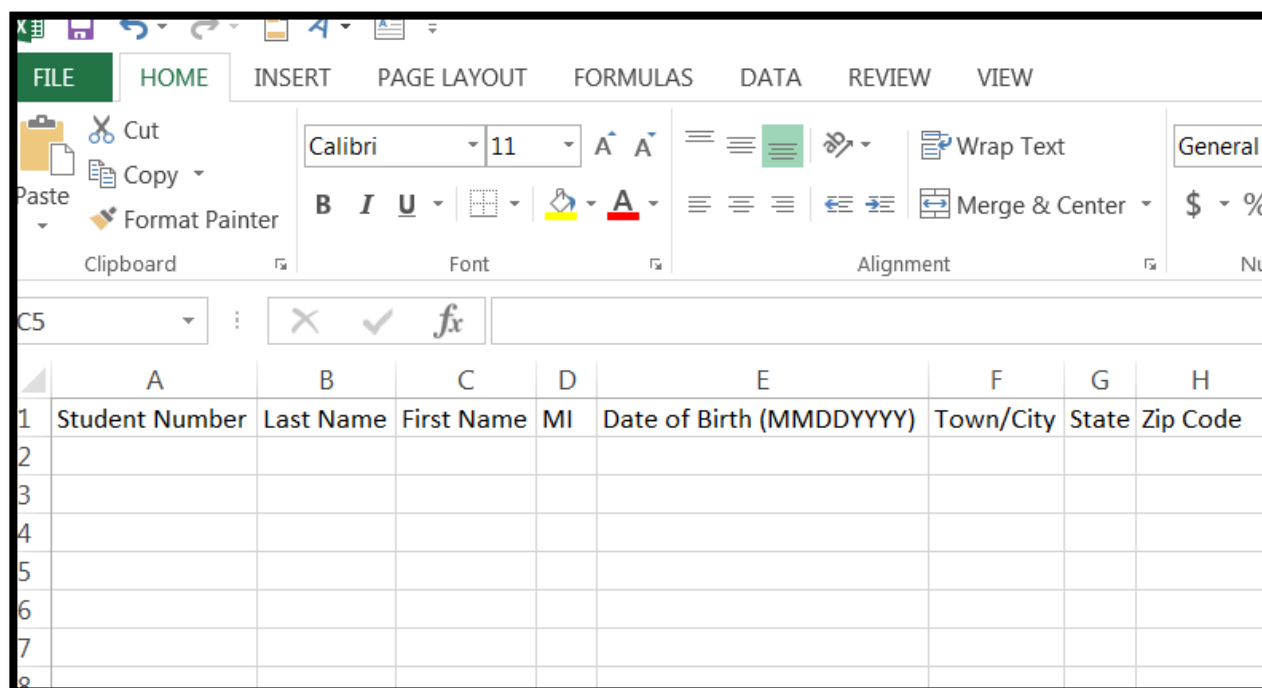 FILE HOME INSERT PAGE LAYOUT FORMULAS DATA REVIEW VIEW
Cut
Calibri 11 Wrap Text General
Copy
Paste
B I U A Merge & Center $ %
Format Painter
Clipboard Font Alignment
C5 fx
A B C D E F G H
1 Student Number Last Name First Name MI Date of Birth (MMDDYYYY) Town/City State Zip Code
2
3
4
5
6
7
8